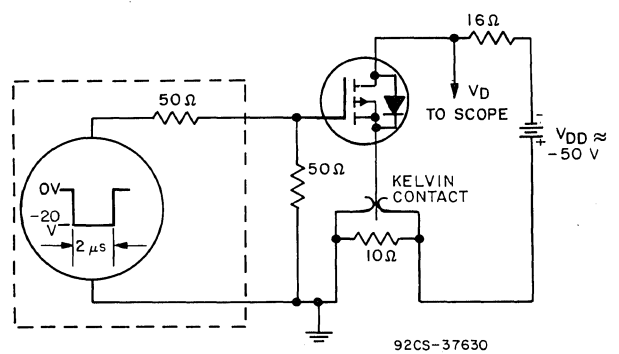 16Ω
50Ω
VD
TO SCOPE
-
+
VDD ≈
-50 V
50Ω
KELVIN
CONTACT
0V
-20
V
2 μs
10Ω
92CS-37630